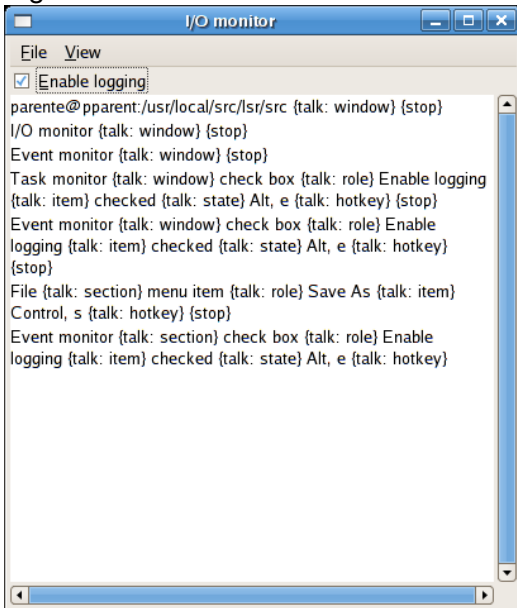 I/O monitor
File View
Enable logging
parente@pparent:/usr/local/src/lsr/src {talk: window} {stop}
I/O monitor {talk: window} {stop}
Event monitor {talk: window} {stop}
Task monitor {talk: window} check box {talk: role} Enable logging
{talk: item} checked {talk: state} Alt, e {talk: hotkey} {stop}
Event monitor {talk: window} check box {talk: role} Enable
logging {talk: item} checked {talk: state} Alt, e {talk: hotkey}
{stop}
File {talk: section} menu item {talk: role} Save As {talk: item}
Control, s {talk: hotkey} {stop}
Event monitor {talk: section} check box {talk: role} Enable
logging {talk: item} checked {talk: state} Alt, e {talk: hotkey}